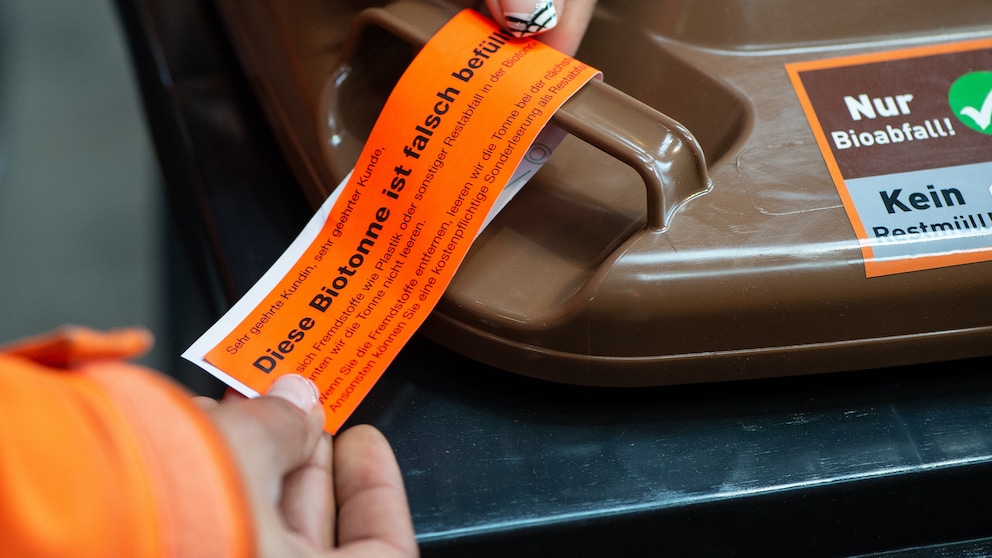 Sehr geehrte Kundin, sehr geehrter Kunde,
Diese Biotonne ist falsch befüll
sich Fremdstoffe wie Plastik oder sonstiger Restabfall in der Biotonne
nten wir die Tonne nicht leeren.
Wenn Sie die Fremdstoffe entfernen, leeren wir die Tonne bei der nächst
Ansonsten können Sie eine kostenpflichtige Sonderleerung als Restabfall
Nur
Bioabfall!
Kein
Restmüll!